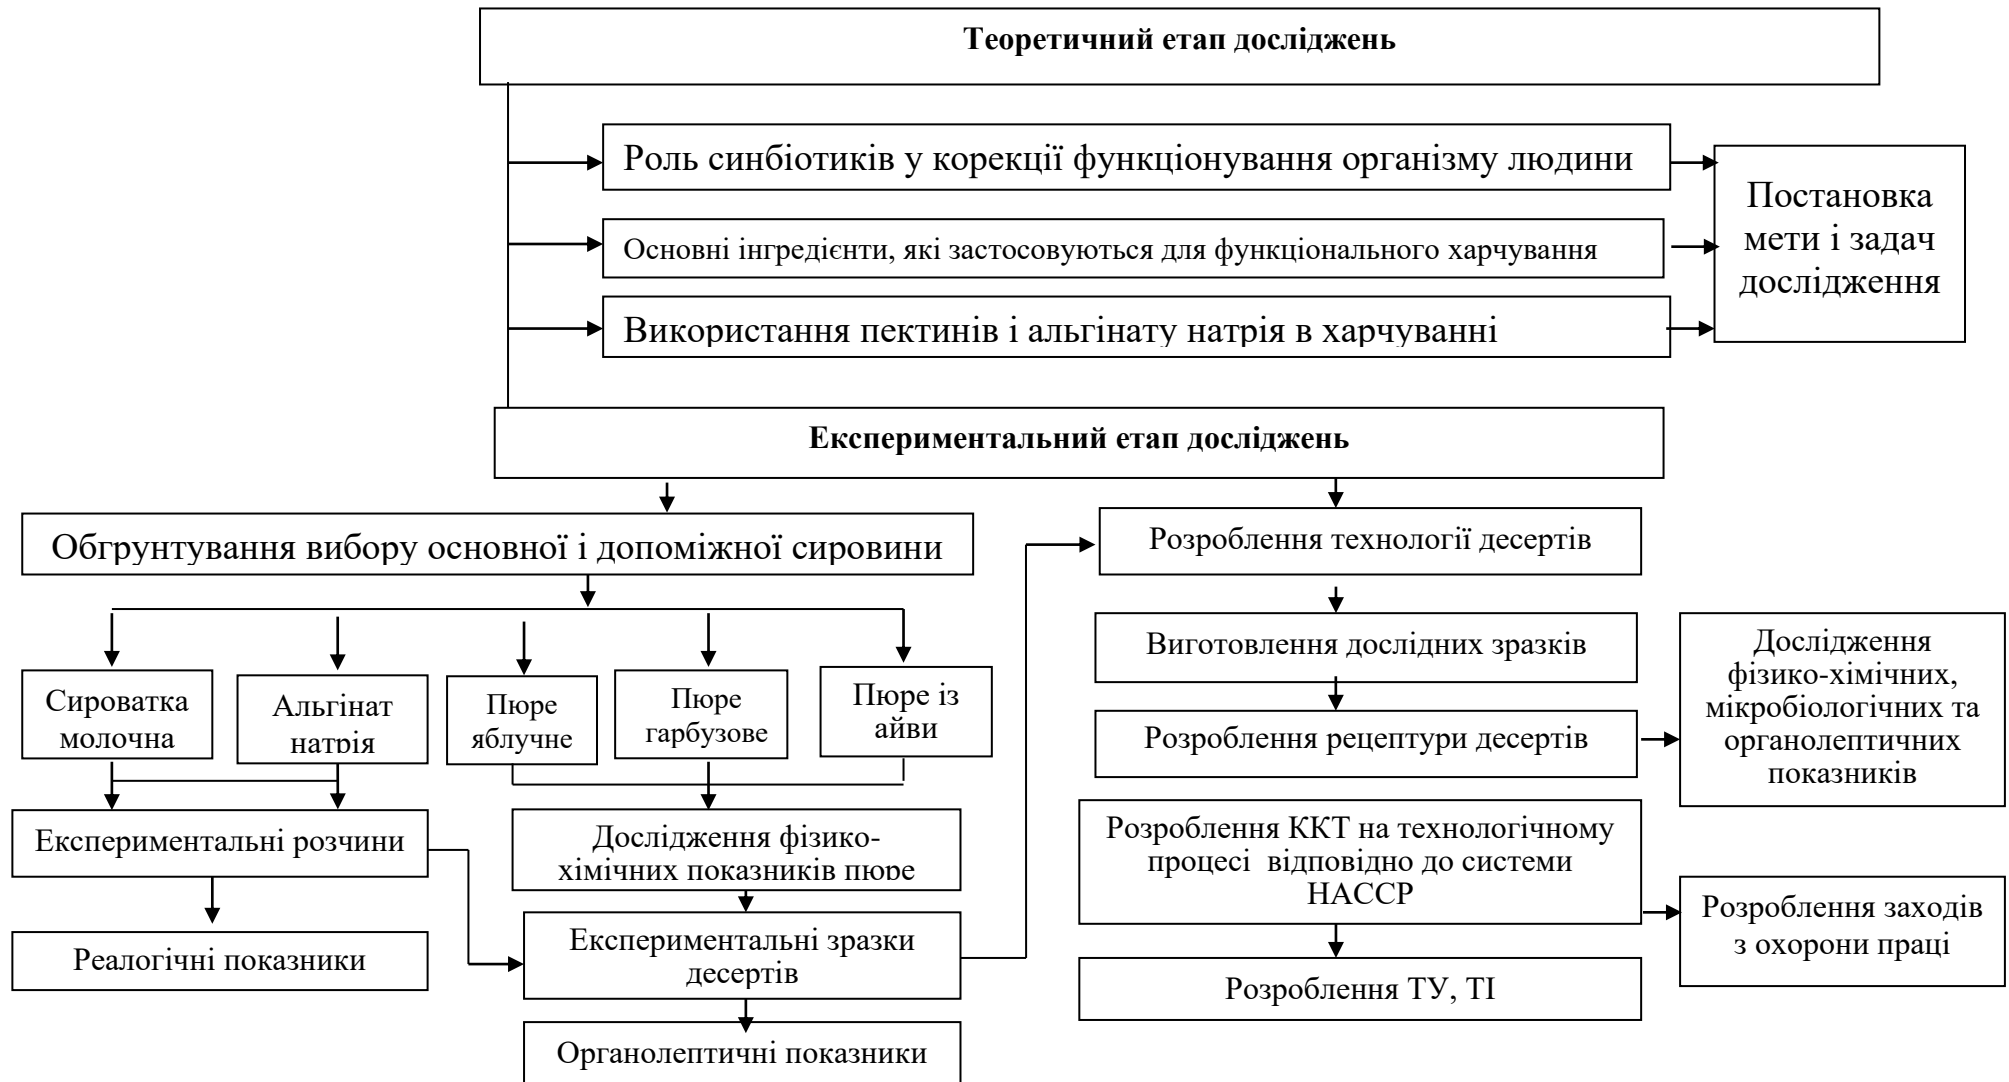 Теоретичний етап досліджень
Роль синбіотиків у корекції функціонування організму людини
Основні інгредієнти, які застосовуються для функціонального харчування
Використання пектинів і альгінату натрія в харчуванні
Постановка
мети і задач
дослідження
Експериментальний етап досліджень
Обгрунтування вибору основної і допоміжної сировини
Сироватка
молочна
Альгінат
натрія
Пюре
яблучне
Пюре
гарбузове
Пюре із
айви
Експериментальні розчини
Реалогічні показники
Дослідження фізико-
хімічних показників пюре
Експериментальні зразки
десертів
Органолептичні показники
Розроблення технології десертів
Виготовлення дослідних зразків
Розроблення рецептури десертів
Дослідження
фізико-хімічних,
мікробіологічних та
органолептичних
показників
Розроблення ККТ на технологічному
процесі відповідно до системи
НАССР
Розроблення заходів
з охорони праці
Розроблення ТУ, ТІ